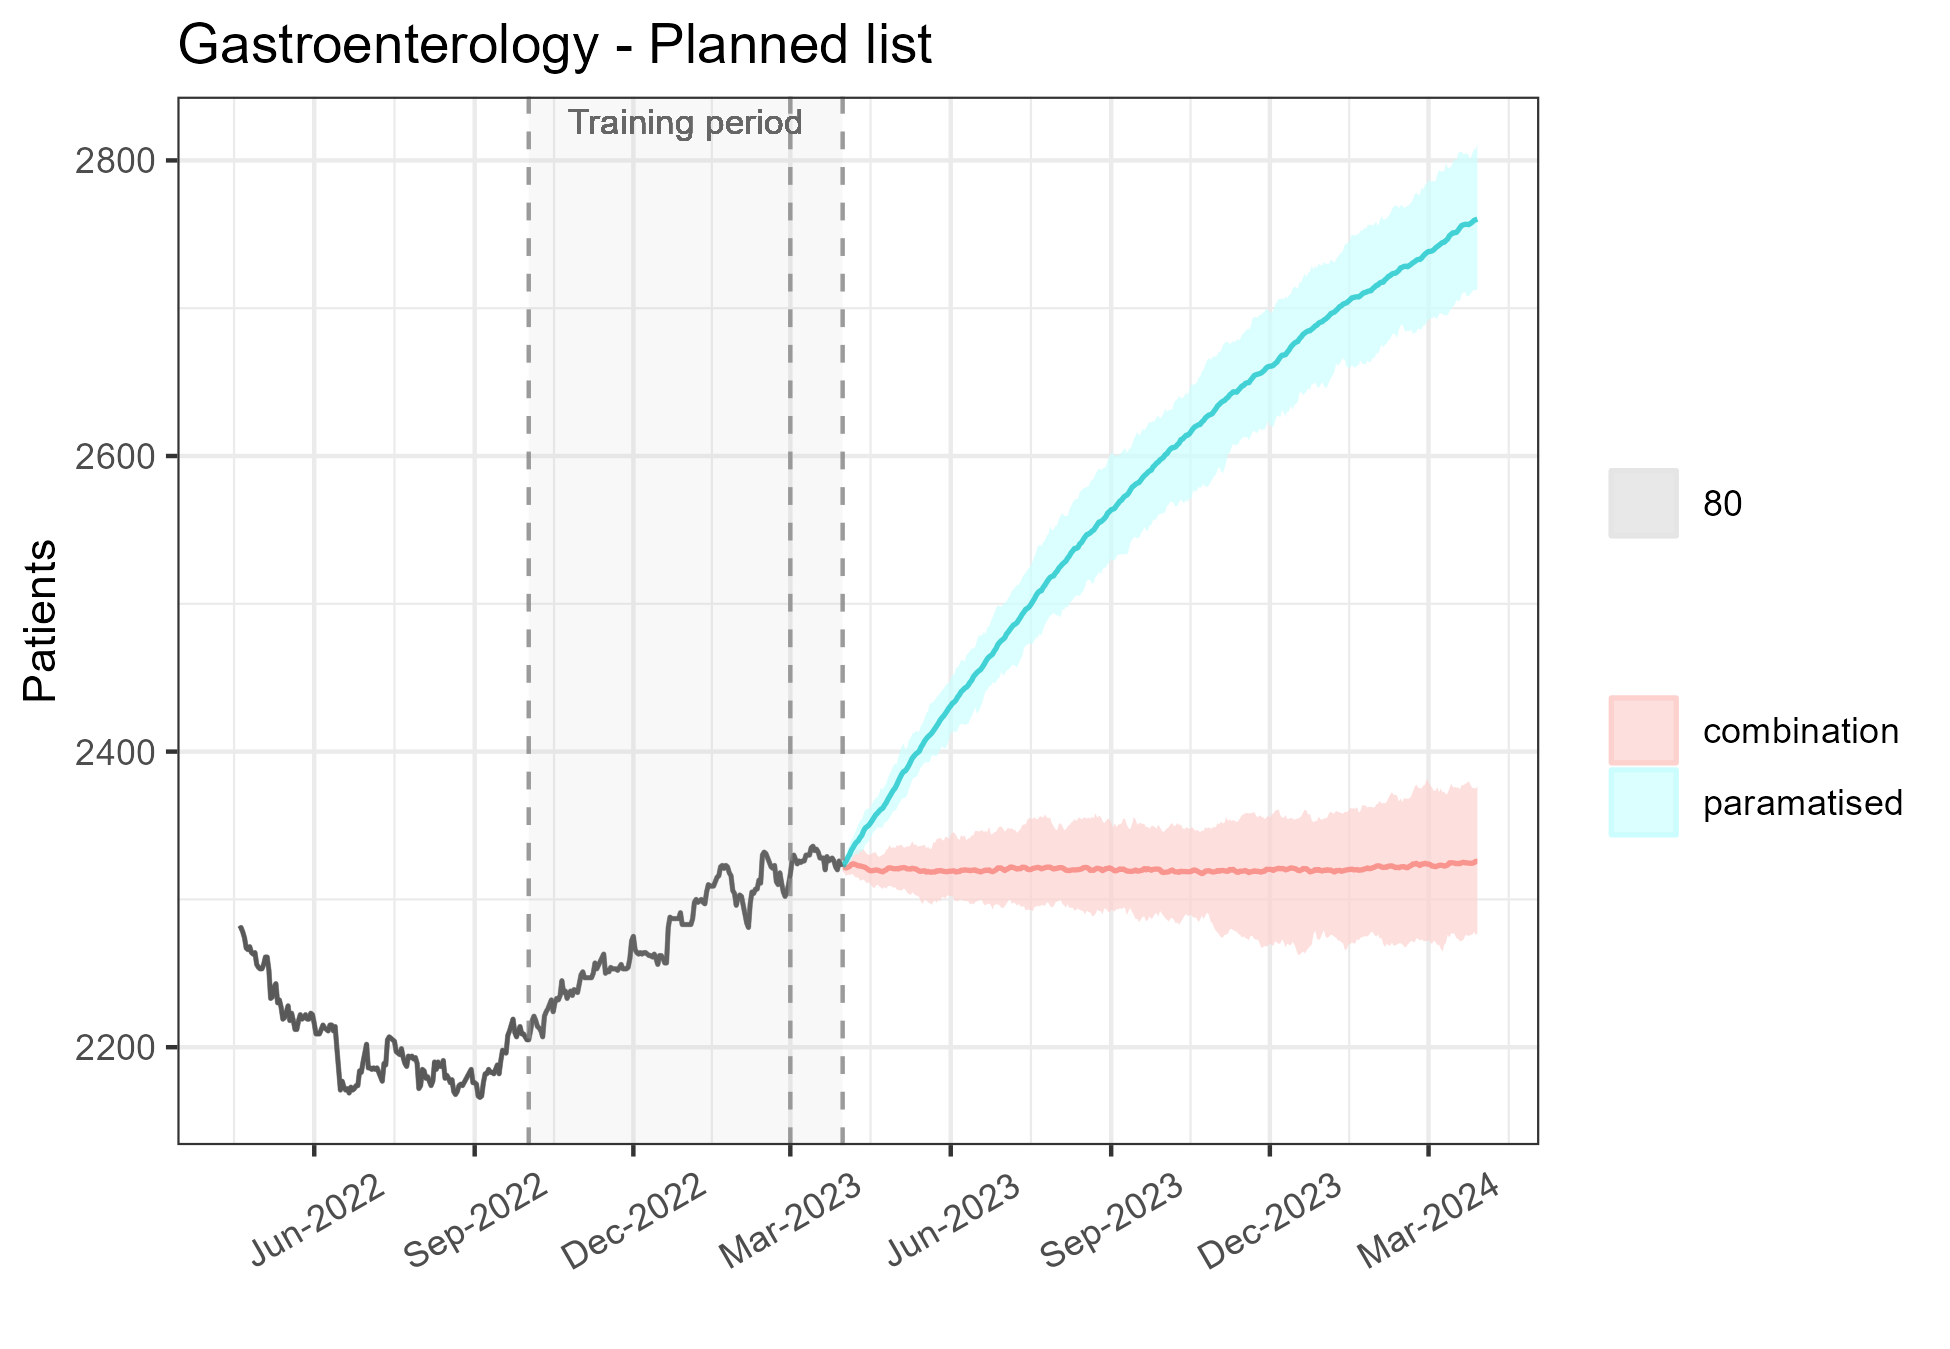 Gastroenterology - Planned list
Training period
Patients
2800
2600
2400
2200
Jun-2022
Sep-2022
Dec-2022
Mar-2023
Jun-2023
Sep-2023
Dec-2023
Mar-2024
80
combination
paramatised